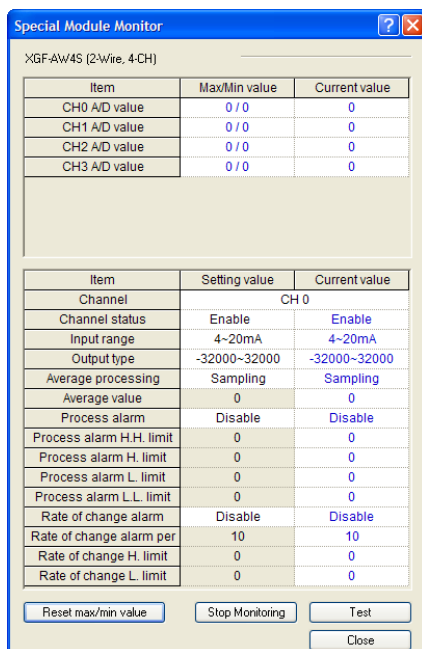 Special Module Monitor
XGF-AW4S (2-Wire, 4-CH)
Item Max/Min value Current value
CH0 A/D value 0 / 0 0
CH1 A/D value 0 / 0 0
CH2 A/D value 0 / 0 0
CH3 A/D value 0 / 0 0
Item Setting value Current value
Channel CH 0
Channel status Enable Enable
Input range 4~20mA 4~20mA
Output type -32000~32000 -32000~32000
Average processing Sampling Sampling
Average value 0 0
Process alarm Disable Disable
Process alarm H.H. limit 0 0
Process alarm H. limit 0 0
Process alarm L. limit 0 0
Process alarm L.L. limit 0 0
Rate of change alarm Disable Disable
Rate of change alarm per 10 10
Rate of change H. limit 0 0
Rate of change L. limit 0 0
Reset max/min value Stop Monitoring Test
Close